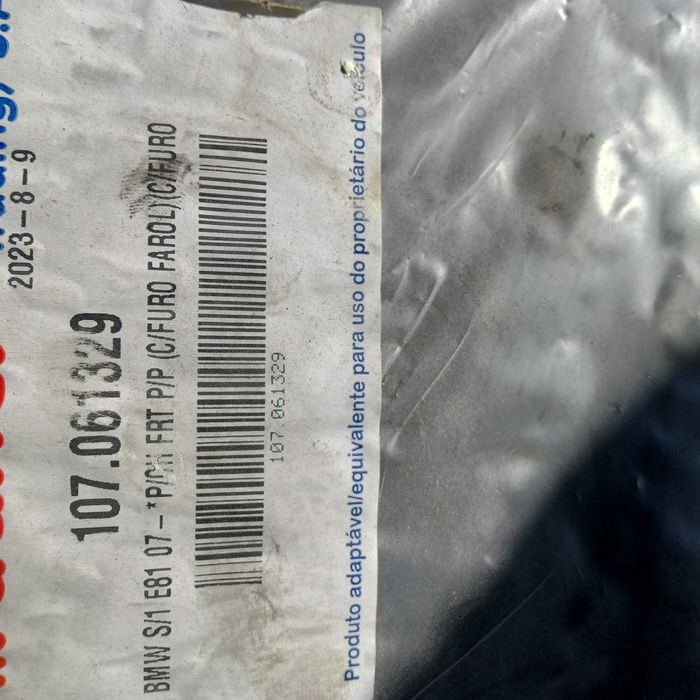 2023-8-9
107.061329
BMW S/1 E81 07-*P/CH FRT P/P (C/FURO FAROL)(C/FURO
107.061329
Produto adaptável/equivalente para uso do proprietário do veículo